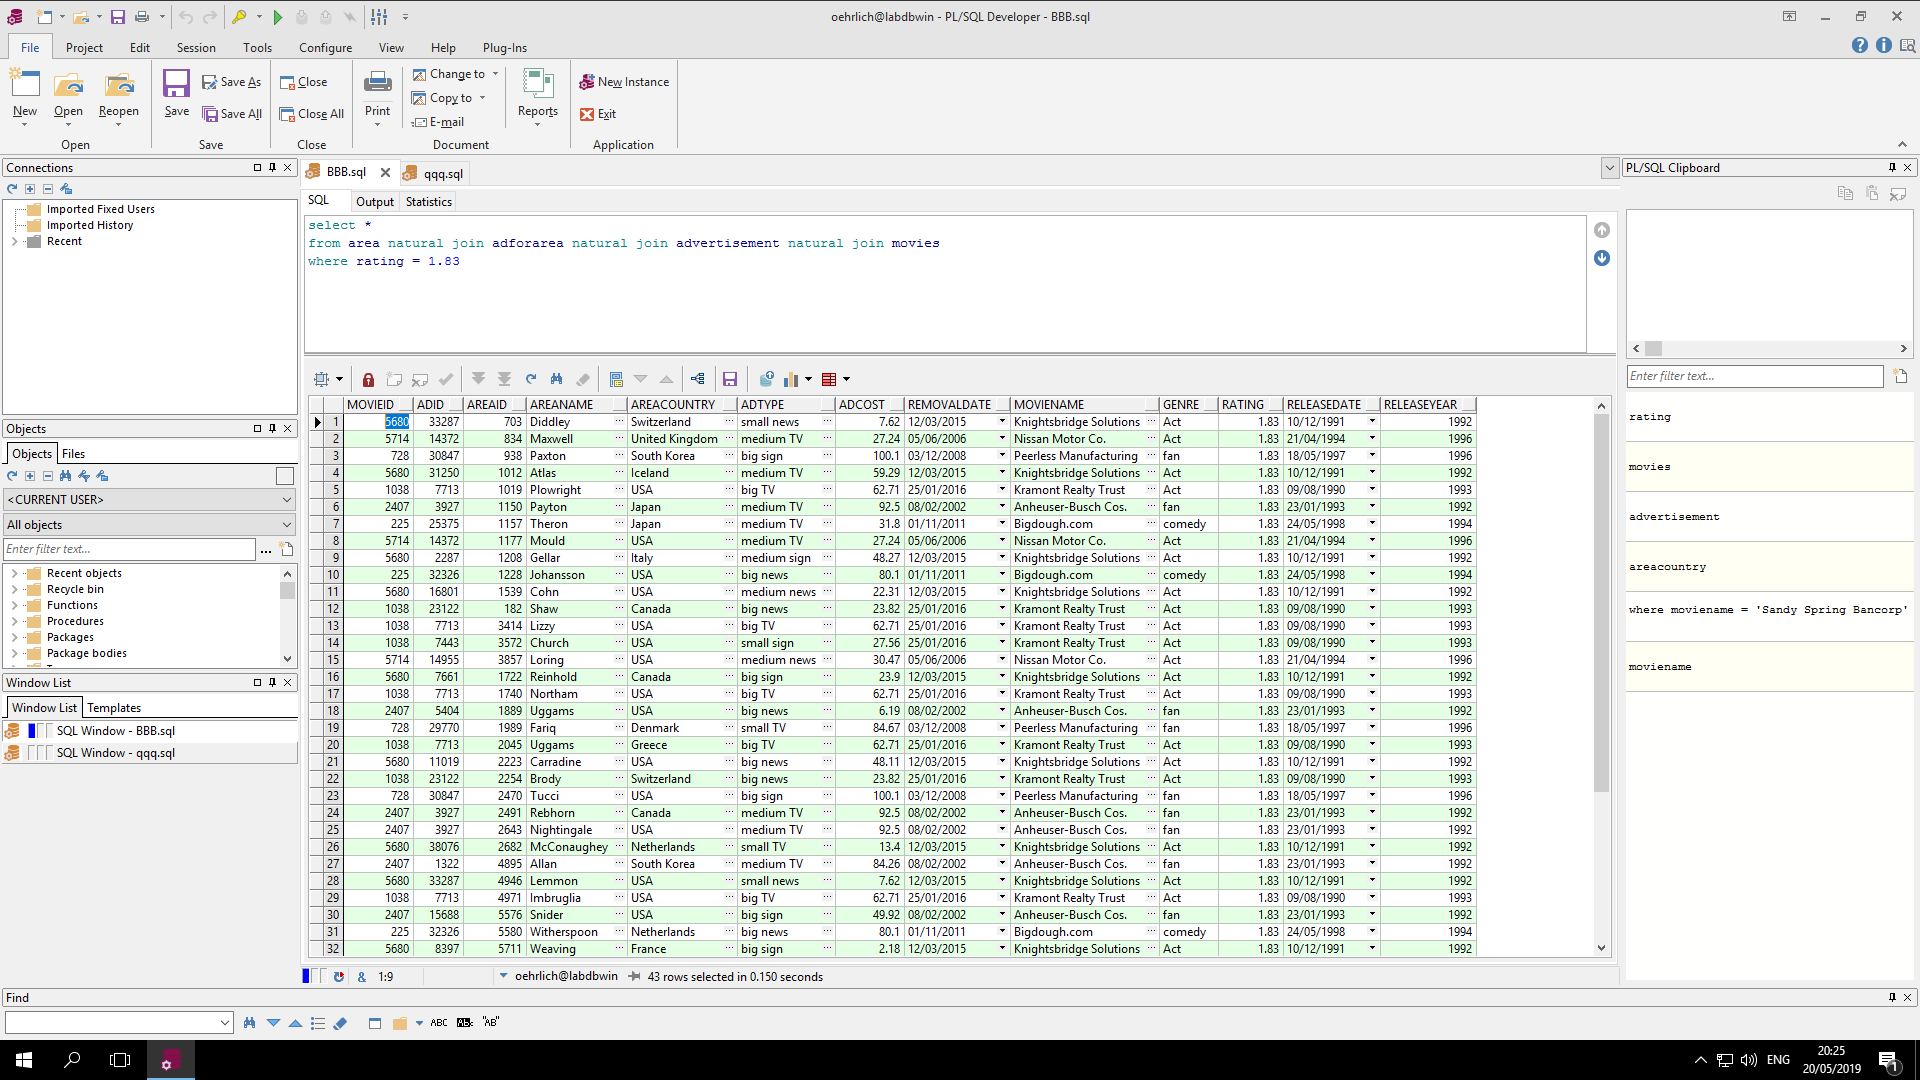 oehrlich@labdbwin - PL/SQL Developer - BBB.sql
File Project Edit Session Tools Configure View Help Plug-Ins
New Open Reopen Save Save As Save All Close Close All Print Change to Copy to E-mail Reports New Instance Exit
Open Save Close Document Application
Connections
Imported Fixed Users
Imported History
Recent
Objects
Objects Files
<CURRENT USER>
All objects
Enter filter text...
Recent objects
Recycle bin
Functions
Procedures
Packages
Package bodies
Window List
Window List Templates
SQL Window - BBB.sql
SQL Window - qqq.sql
BBB.sql qqq.sql
SQL Output Statistics
select *
from area natural join adforarea natural join advertisement natural join movies
where rating = 1.83
MOVIEID ADID AREAID AREANAME AREACOUNTRY ADTYPE ADCOST REMOVALDATE MOVIENAME GENRE RATING RELEASEDATE RELEASEYEAR
1 5680 33287 703 Diddley Switzerland small news 7.62 12/03/2015 Knightsbridge Solutions Act 1.83 10/12/1991 1992
2 5714 14372 834 Maxwell United Kingdom medium TV 27.24 05/06/2006 Nissan Motor Co. Act 1.83 21/04/1994 1996
3 728 30847 938 Paxton South Korea big sign 100.1 03/12/2008 Peerless Manufacturing fan 1.83 18/05/1997 1996
4 5680 31250 1012 Atlas Iceland medium TV 59.29 12/03/2015 Knightsbridge Solutions Act 1.83 10/12/1991 1992
5 1038 7713 1019 Plowright USA big TV 62.71 25/01/2016 Kramont Realty Trust Act 1.83 09/08/1990 1993
6 2407 3927 1150 Payton Japan medium TV 92.5 08/02/2002 Anheuser-Busch Cos. fan 1.83 23/01/1993 1992
7 225 25375 1157 Theron Japan medium TV 31.8 01/11/2011 Bigdough.com comedy 1.83 24/05/1998 1994
8 5714 14372 1177 Mould USA medium TV 27.24 05/06/2006 Nissan Motor Co. Act 1.83 21/04/1994 1996
9 5680 2287 1208 Gellar Italy medium sign 48.27 12/03/2015 Knightsbridge Solutions Act 1.83 10/12/1991 1992
10 225 32326 1228 Johansson USA big news 80.1 01/11/2011 Bigdough.com comedy 1.83 24/05/1998 1994
11 5680 16801 1539 Cohn USA medium news 22.31 12/03/2015 Knightsbridge Solutions Act 1.83 10/12/1991 1992
12 1038 23122 182 Shaw Canada big news 23.82 25/01/2016 Kramont Realty Trust Act 1.83 09/08/1990 1993
13 1038 7713 3414 Lizzy USA big TV 62.71 25/01/2016 Kramont Realty Trust Act 1.83 09/08/1990 1993
14 1038 7443 3572 Church USA small sign 27.56 25/01/2016 Kramont Realty Trust Act 1.83 09/08/1990 1993
15 5714 14955 3857 Loring USA medium news 30.47 05/06/2006 Nissan Motor Co. Act 1.83 21/04/1994 1996
16 5680 7661 1722 Reinhold Canada big sign 23.9 12/03/2015 Knightsbridge Solutions Act 1.83 10/12/1991 1992
17 1038 7713 1740 Northam USA big TV 62.71 25/01/2016 Kramont Realty Trust Act 1.83 09/08/1990 1993
18 2407 5404 1889 Uggams USA big news 6.19 08/02/2002 Anheuser-Busch Cos. fan 1.83 23/01/1993 1992
19 728 29770 1989 Fariq Denmark small TV 84.67 03/12/2008 Peerless Manufacturing fan 1.83 18/05/1997 1996
20 1038 7713 2045 Uggams Greece big TV 62.71 25/01/2016 Kramont Realty Trust Act 1.83 09/08/1990 1993
21 5680 11019 2223 Carradine USA big news 48.11 12/03/2015 Knightsbridge Solutions Act 1.83 10/12/1991 1992
22 1038 23122 2254 Brody Switzerland big news 23.82 25/01/2016 Kramont Realty Trust Act 1.83 09/08/1990 1993
23 728 30847 2470 Tucci USA big sign 100.1 03/12/2008 Peerless Manufacturing fan 1.83 18/05/1997 1996
24 2407 3927 2491 Rebhorn Canada medium TV 92.5 08/02/2002 Anheuser-Busch Cos. fan 1.83 23/01/1993 1992
25 2407 3927 2643 Nightingale USA medium TV 92.5 08/02/2002 Anheuser-Busch Cos. fan 1.83 23/01/1993 1992
26 5680 38076 2682 McConaughey Netherlands small TV 13.4 12/03/2015 Knightsbridge Solutions Act 1.83 10/12/1991 1992
27 2407 1322 4895 Allan South Korea medium TV 84.26 08/02/2002 Anheuser-Busch Cos. fan 1.83 23/01/1993 1992
28 5680 33287 4946 Lemmon USA small news 7.62 12/03/2015 Knightsbridge Solutions Act 1.83 10/12/1991 1992
29 1038 7713 4971 Imbruglia USA big TV 62.71 25/01/2016 Kramont Realty Trust Act 1.83 09/08/1990 1993
30 2407 15688 5576 Snider USA big sign 49.92 08/02/2002 Anheuser-Busch Cos. fan 1.83 23/01/1993 1992
31 225 32326 5580 Witherspoon Netherlands big news 80.1 01/11/2011 Bigdough.com comedy 1.83 24/05/1998 1994
32 5680 8397 5711 Weaving France big sign 2.18 12/03/2015 Knightsbridge Solutions Act 1.83 10/12/1991 1992
& 1:9 oehrlich@labdbwin 43 rows selected in 0.150 seconds
PL/SQL Clipboard
Enter filter text...
rating
movies
advertisement
areacountry
where moviename = 'Sandy Spring Bancorp'
moviename
Find
ABC "AB"
ENG
20:25
20/05/2019
1